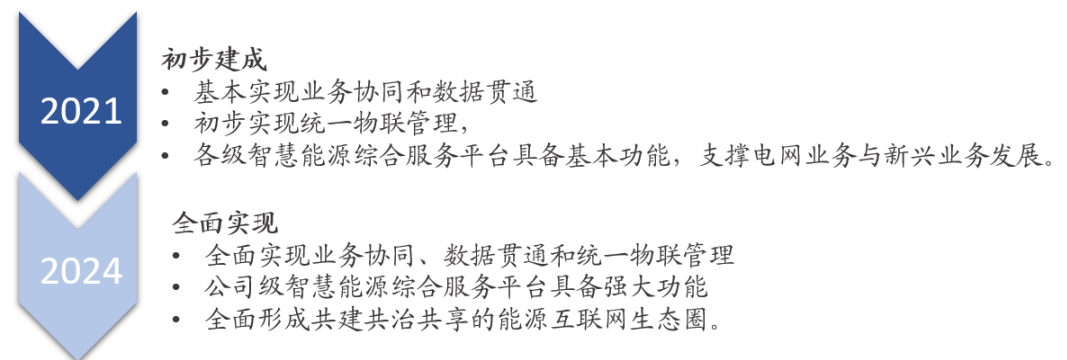 2021
初步建成
• 基本实现业务协同和数据贯通
• 初步实现统一物联管理，
• 各级智慧能源综合服务平台具备基本功能，支撑电网业务与新兴业务发展。
2024
全面实现
• 全面实现业务协同、数据贯通和统一物联管理
• 公司级智慧能源综合服务平台具备强大功能
• 全面形成共建共治共享的能源互联网生态圈。